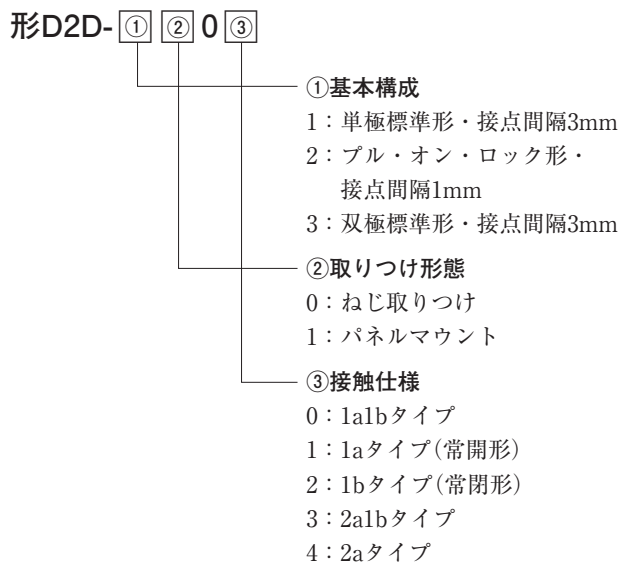 形D2D-① ② 0 ③
①基本構成
1：単極標準形・接点間隔3mm
2：プル・オン・ロック形・
接点間隔1mm
3：双極標準形・接点間隔3mm
②取りつけ形態
0：ねじ取りつけ
1：パネルマウント
③接触仕様
0：1a1bタイプ
1：1aタイプ(常開形)
2：1bタイプ(常閉形)
3：2a1bタイプ
4：2aタイプ